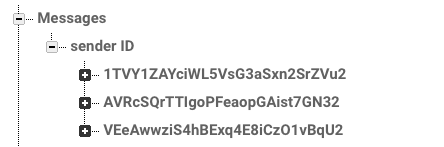 Messages
sender ID
1TVY1ZAYciWL5VsG3aSxn2SrZVu2
AVRcSQrTTIgoPFeaopGAist7GN32
VEeAwwziS4hBExq4E8iCzO1vBqU2